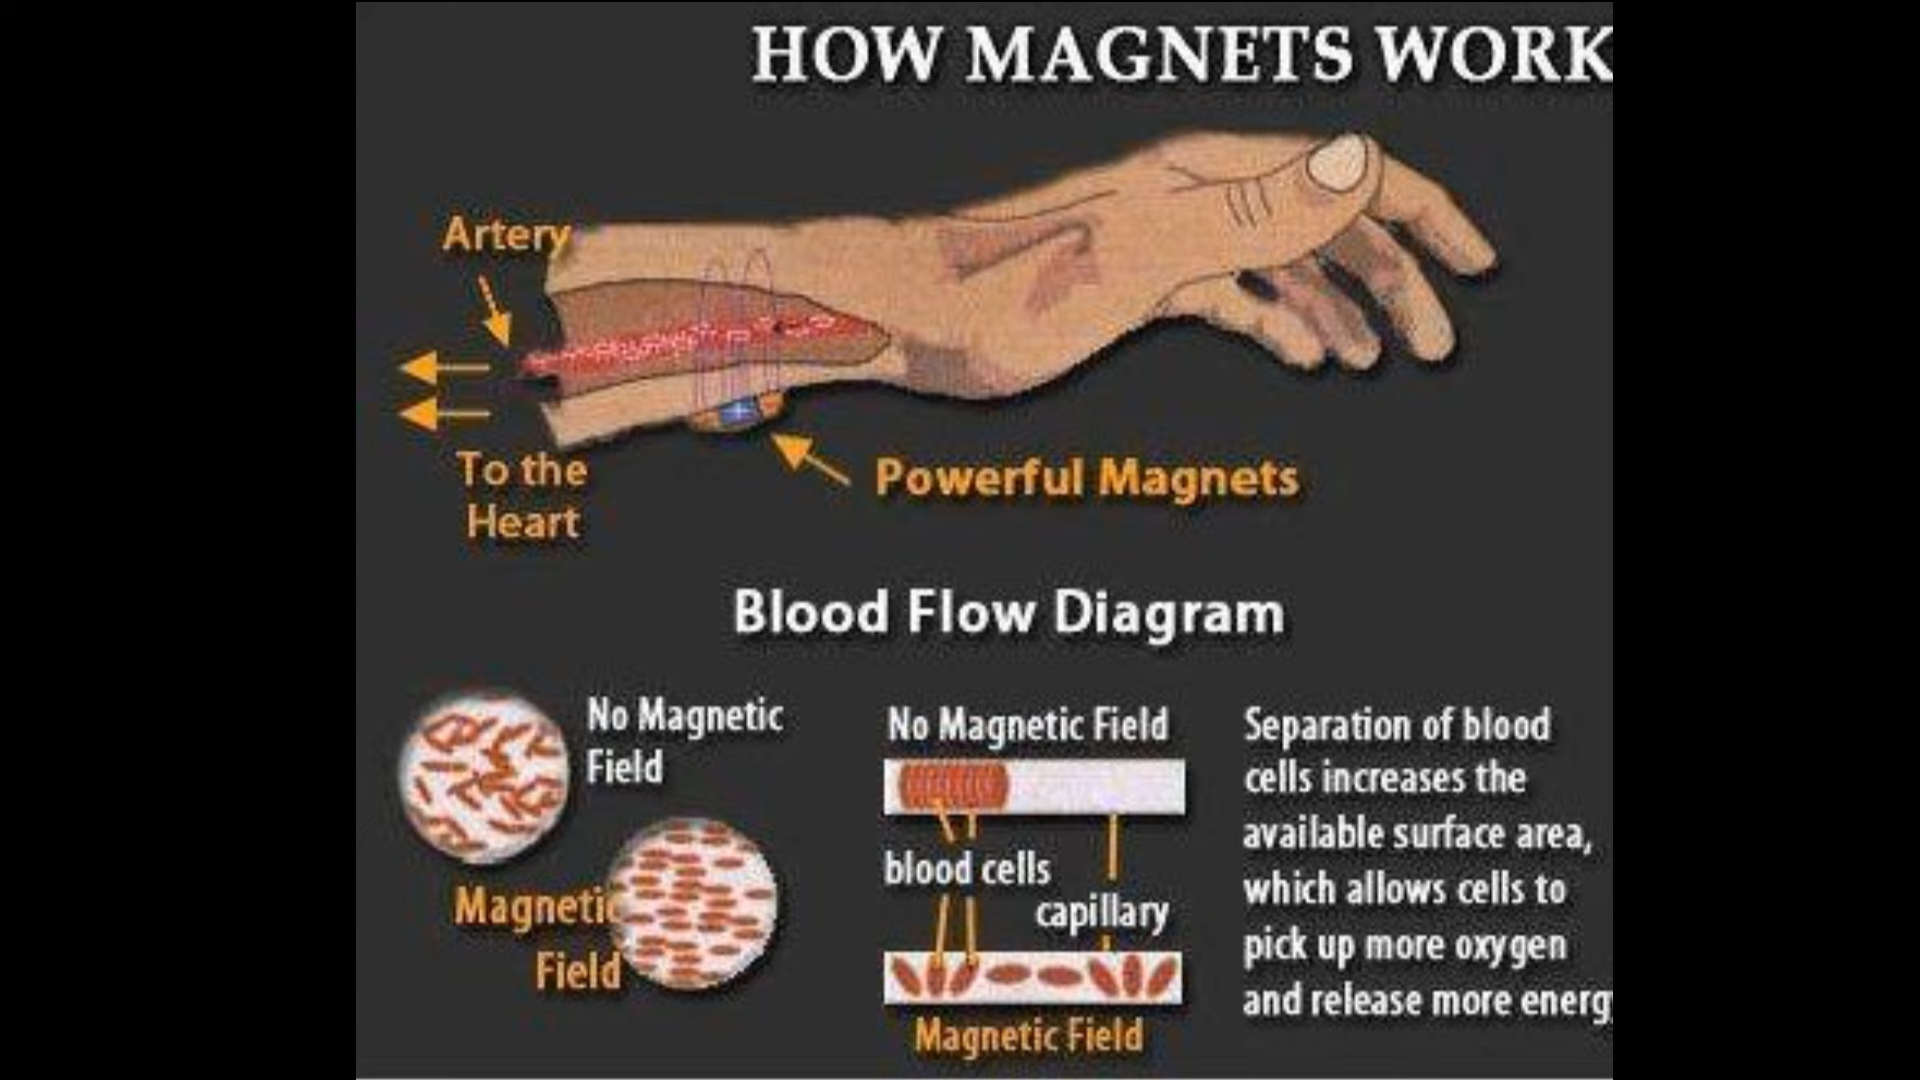 HOW MAGNETS WORK
Artery
To the
Heart
Powerful Magnets
Blood Flow Diagram
No Magnetic
Field
Magnetic
Field
No Magnetic Field
blood cells
capillary
Magnetic Field
Separation of blood
cells increases the
available surface area,
which allows cells to
pick up more oxygen
and release more energ